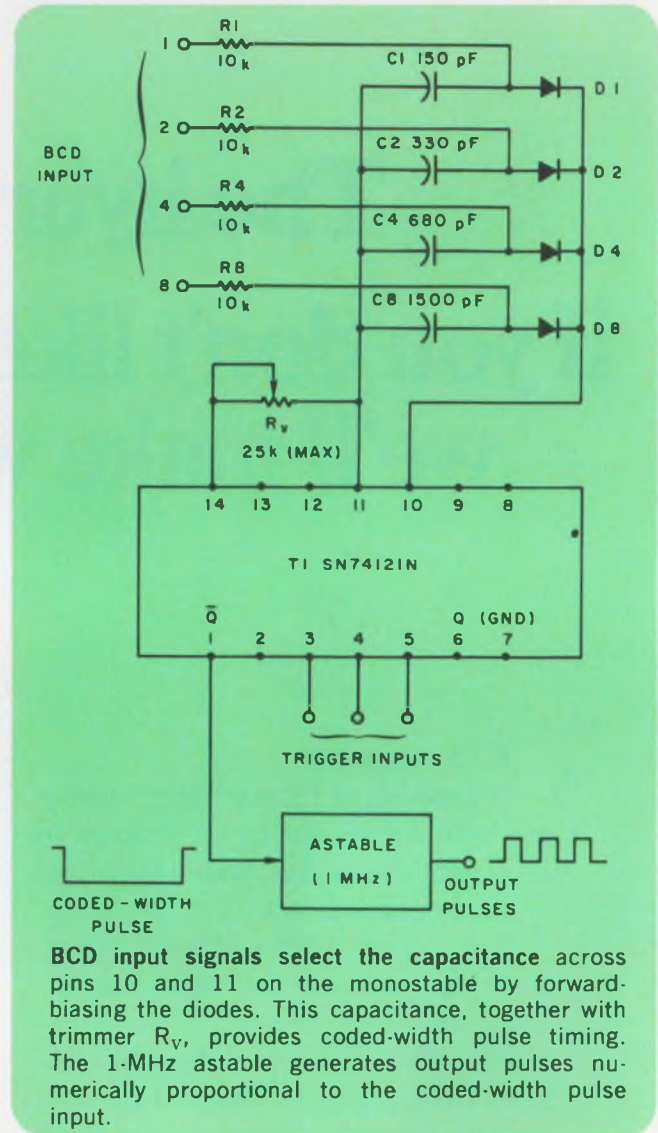 R1
1
10k
C1 150 pF
D1
R2
2
10k
C2 330 pF
D2
BCD
INPUT
R4
4
10k
C4 680 pF
D4
R8
8
10k
C8 1500 pF
D8
Rv
25k (MAX)
14 13 12 11 10 9 8
TI SN74121N
Q̅ Q (GND)
1 2 3 4 5 6 7
TRIGGER INPUTS
ASTABLE
(1 MHz)
OUTPUT
PULSES
CODED-WIDTH
PULSE
BCD input signals select the capacitance across
pins 10 and 11 on the monostable by forward-
biasing the diodes. This capacitance, together with
trimmer Rv, provides coded-width pulse timing.
The 1-MHz astable generates output pulses nu-
merically proportional to the coded-width pulse
input.